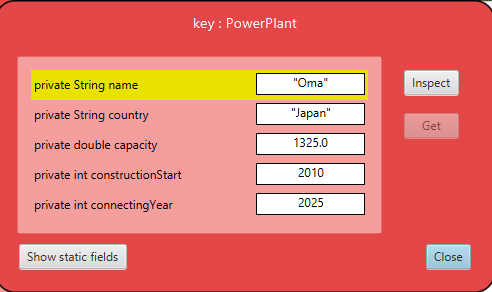 key : PowerPlant
private String name "Oma"
Inspect
private String country "Japan"
Get
private double capacity 1325.0
private int constructionStart 2010
private int connectingYear 2025
Show static fields
Close